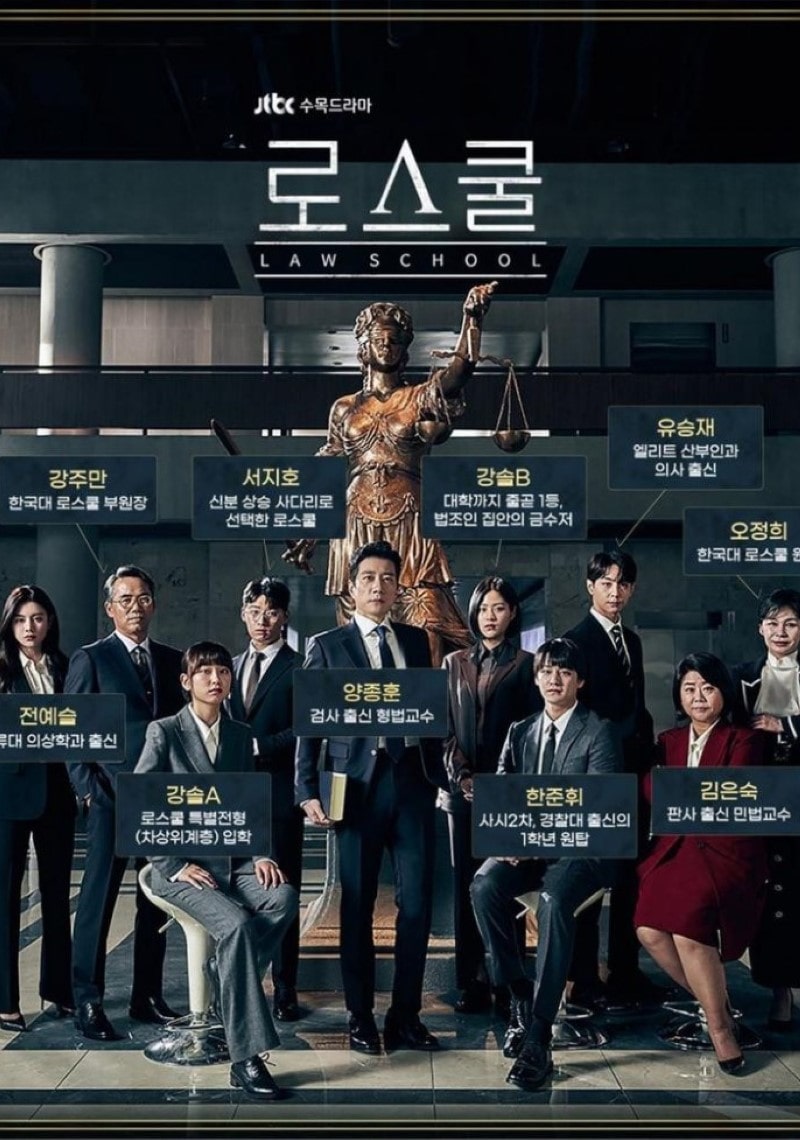 jtbc 수목드라마
로스쿨
LAW SCHOOL
유승재
엘리트 산부인과
의사 출신
강주만
한국대 로스쿨 부원장
서지호
신분 상승 사다리로
선택한 로스쿨
강솔B
대학까지 줄곧 1등,
법조인 집안의 금수저
오정희
한국대 로스쿨 원
양종훈
검사 출신 형법교수
전예슬
류대 의상학과 출신
강솔A
로스쿨 특별전형
(차상위계층) 입학
한준휘
사시2차, 경찰대 출신의
1학년 원탑
김은숙
판사 출신 민법교수